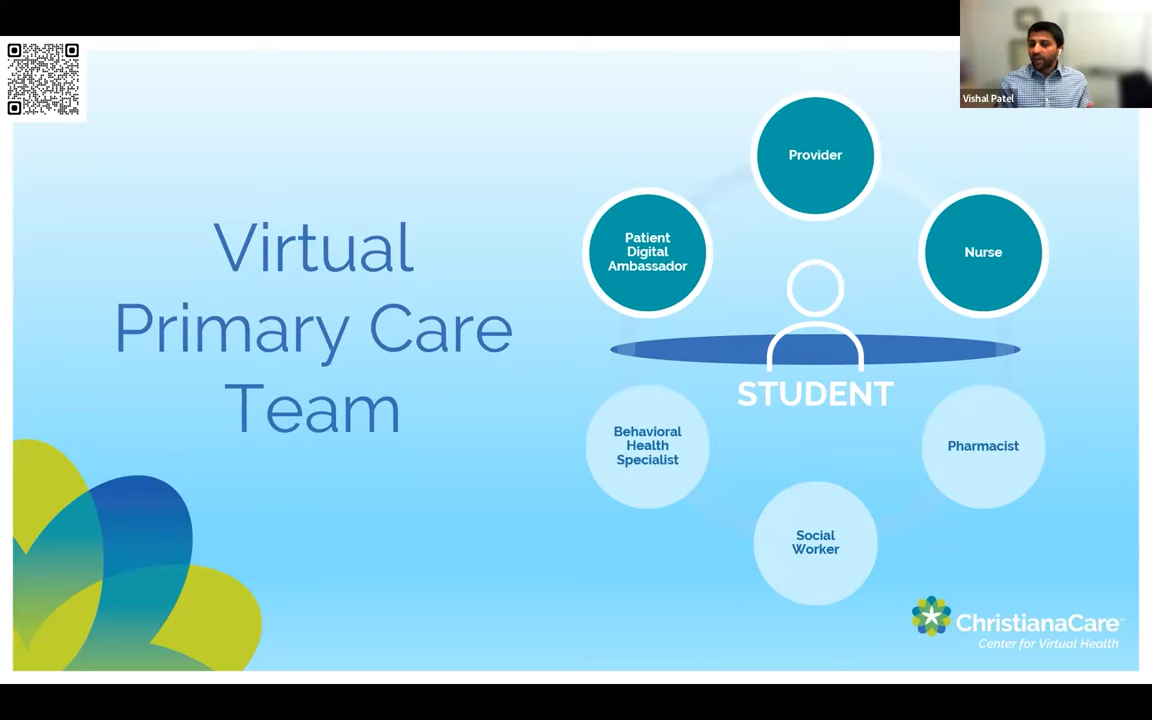 Vishal Patel
Virtual
Primary Care
Team
Provider
Patient
Digital
Ambassador
Nurse
STUDENT
Behavioral
Health
Specialist
Pharmacist
Social
Worker
ChristianaCare™
Center for Virtual Health